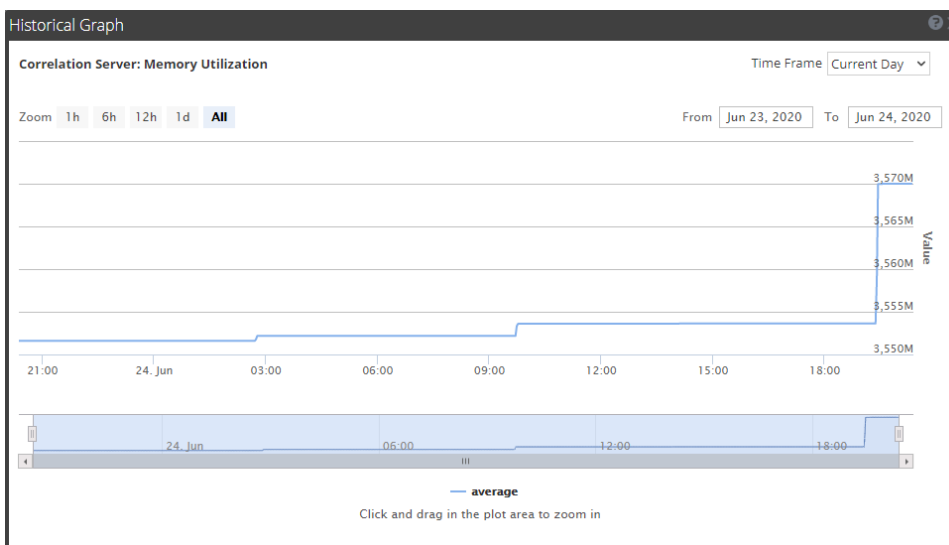 Historical Graph
Correlation Server: Memory Utilization
Time Frame Current Day
Zoom 1h 6h 12h 1d All
From Jun 23, 2020 To Jun 24, 2020
3,570M
3,565M
3,560M
3,555M
3,550M
Value
21:00 24. Jun 03:00 06:00 09:00 12:00 15:00 18:00
24. Jun 06:00 12:00 18:00
average
Click and drag in the plot area to zoom in